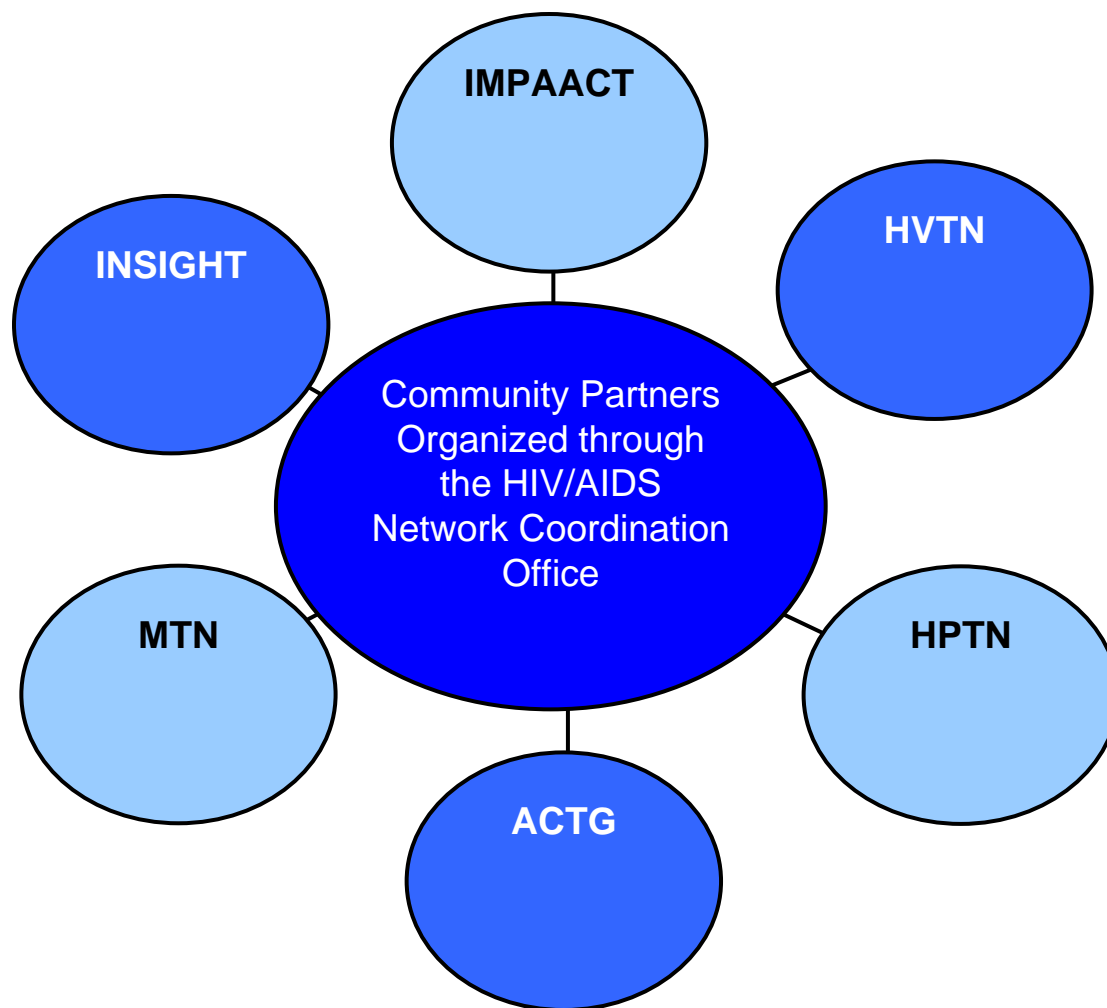 IMPAACT
HVTN
INSIGHT
Community Partners
Organized through
the HIV/AIDS
Network Coordination
Office
MTN
HPTN
ACTG